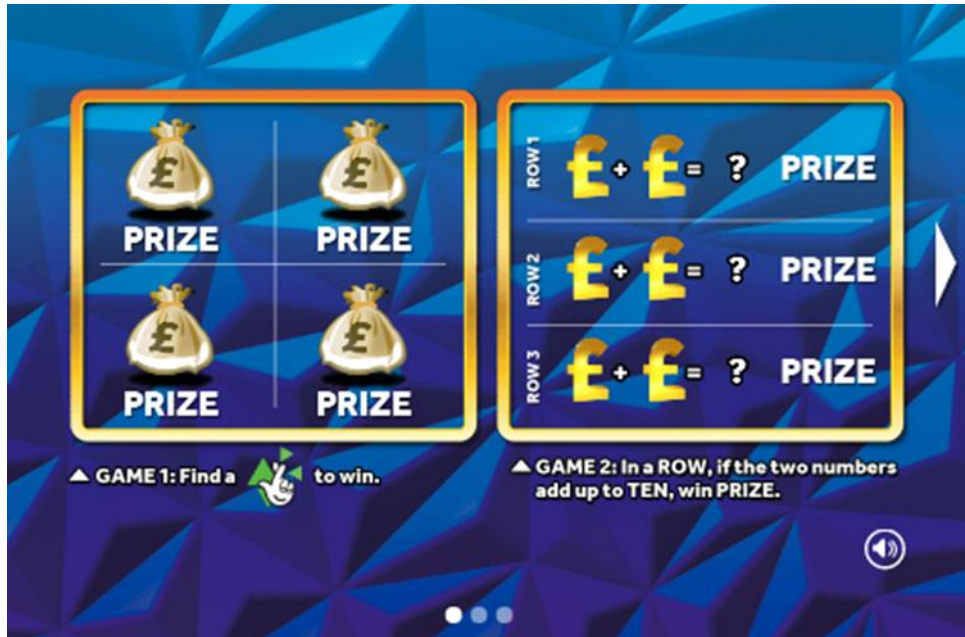 £ £
PRIZE PRIZE
£ £
PRIZE PRIZE
▲ GAME 1: Find a to win.
ROW 1 £ + £ = ? PRIZE
ROW 2 £ + £ = ? PRIZE
ROW 3 £ + £ = ? PRIZE
▲ GAME 2: In a ROW, if the two numbers
add up to TEN, win PRIZE.